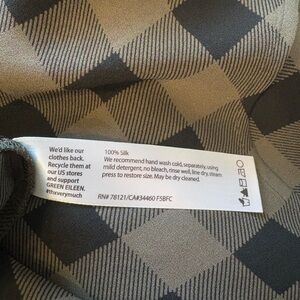 We'd like our
clothes back.
Recycle them at
our US stores
and support
GREEN EILEEN.
#thxverymuch
100% Silk
We recommend hand wash cold, separately, using
mild detergent, no bleach, rinse well, line dry, steam
press to restore size. May be dry cleaned.
RN# 78121/CA#34460 F5BFC